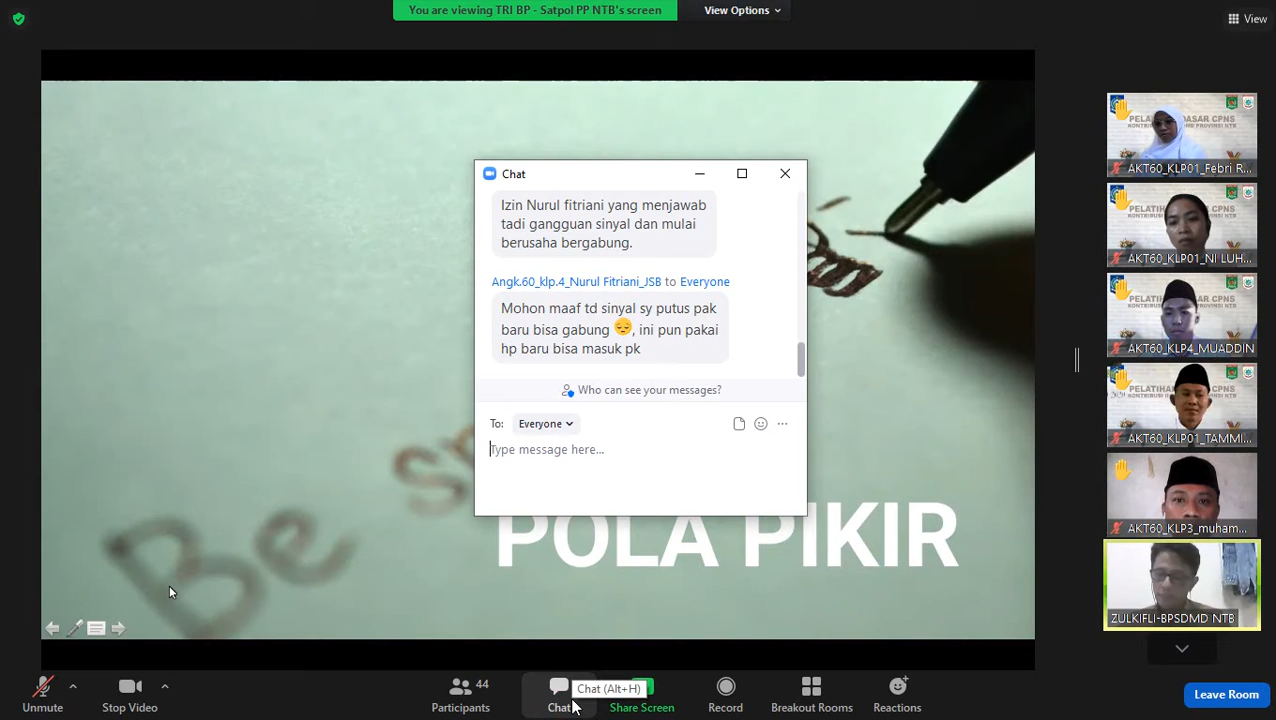 You are viewing TRI BP - Satpol PP NTB's screen
View Options
View
Chat
Izin Nurul fitriani yang menjawab
tadi gangguan sinyal dan mulai
berusaha bergabung.
Angk.60_klp.4_Nurul Fitriani_JSB to Everyone
Mohon maaf td sinyal sy putus pak
baru bisa gabung 😔, ini pun pakai
hp baru bisa masuk pk
Who can see your messages?
To: Everyone
Type message here...
Be
POLA PIKIR
AKT60_KLP01_Febri R...
AKT60_KLP01_NI LUH...
AKT60_KLP4_MUADDIN
AKT60_KLP01_TAMMI...
AKT60_KLP3_muham...
ZULKIFLI-BPSDMD NTB
Unmute
Stop Video
Participants
44
Chat
Chat (Alt+H)
Share Screen
Record
Breakout Rooms
Reactions
Leave Room